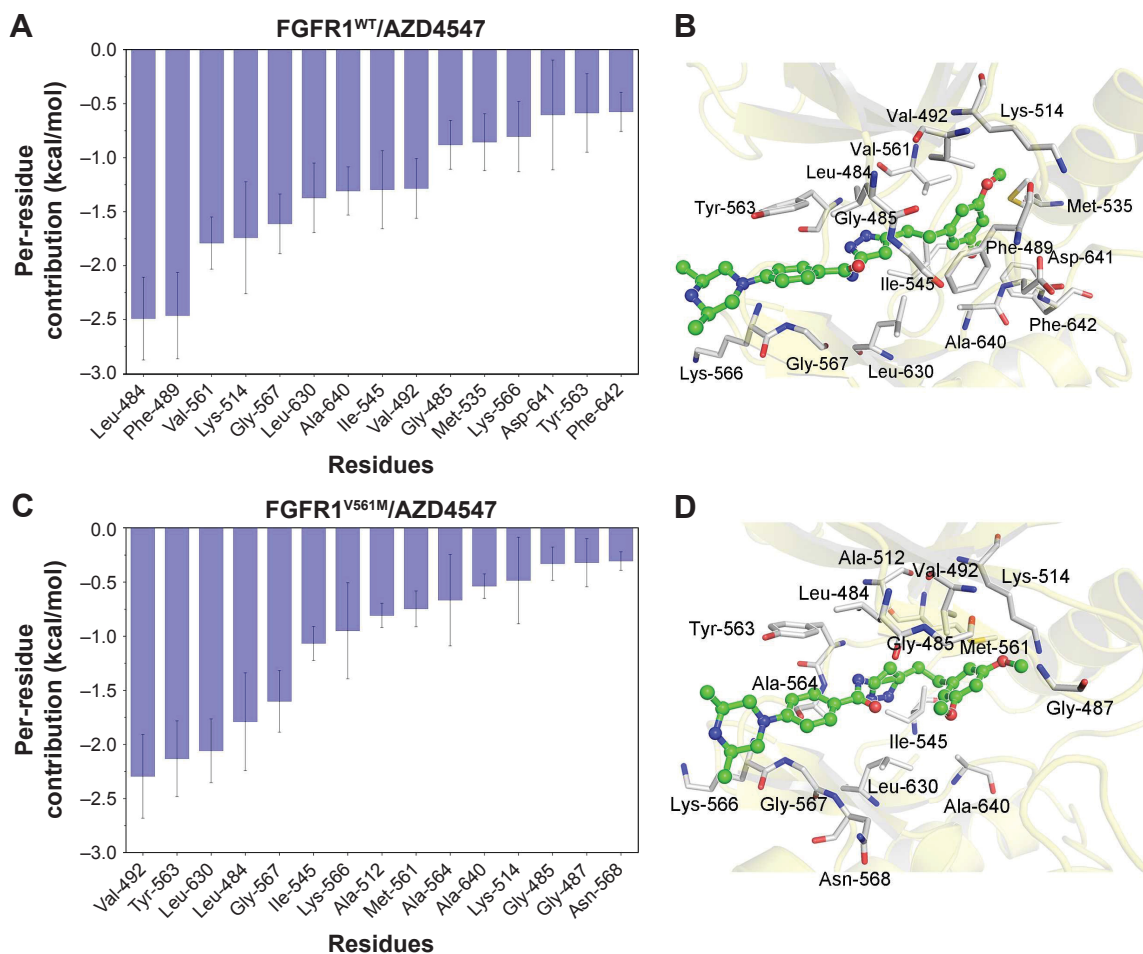 A
FGFR1WT/AZD4547
Per-residue
contribution (kcal/mol)
0.0
–0.5
–1.0
–1.5
–2.0
–2.5
–3.0
Leu-484
Phe-489
Val-561
Lys-514
Gly-567
Leu-630
Ala-640
Ile-545
Val-492
Gly-485
Met-535
Lys-566
Asp-641
Tyr-563
Phe-642
Residues
B
Val-492
Lys-514
Val-561
Leu-484
Tyr-563
Gly-485
Met-535
Phe-489
Asp-641
Ile-545
Phe-642
Ala-640
Lys-566
Gly-567
Leu-630
C
FGFR1V561M/AZD4547
Per-residue
contribution (kcal/mol)
0.0
–0.5
–1.0
–1.5
–2.0
–2.5
–3.0
Val-492
Tyr-563
Leu-630
Leu-484
Gly-567
Ile-545
Lys-566
Ala-512
Met-561
Ala-564
Ala-640
Lys-514
Gly-485
Gly-487
Asn-568
Residues
D
Ala-512
Val-492
Lys-514
Leu-484
Tyr-563
Gly-485
Met-561
Ala-564
Gly-487
Ile-545
Lys-566
Gly-567
Leu-630
Ala-640
Asn-568